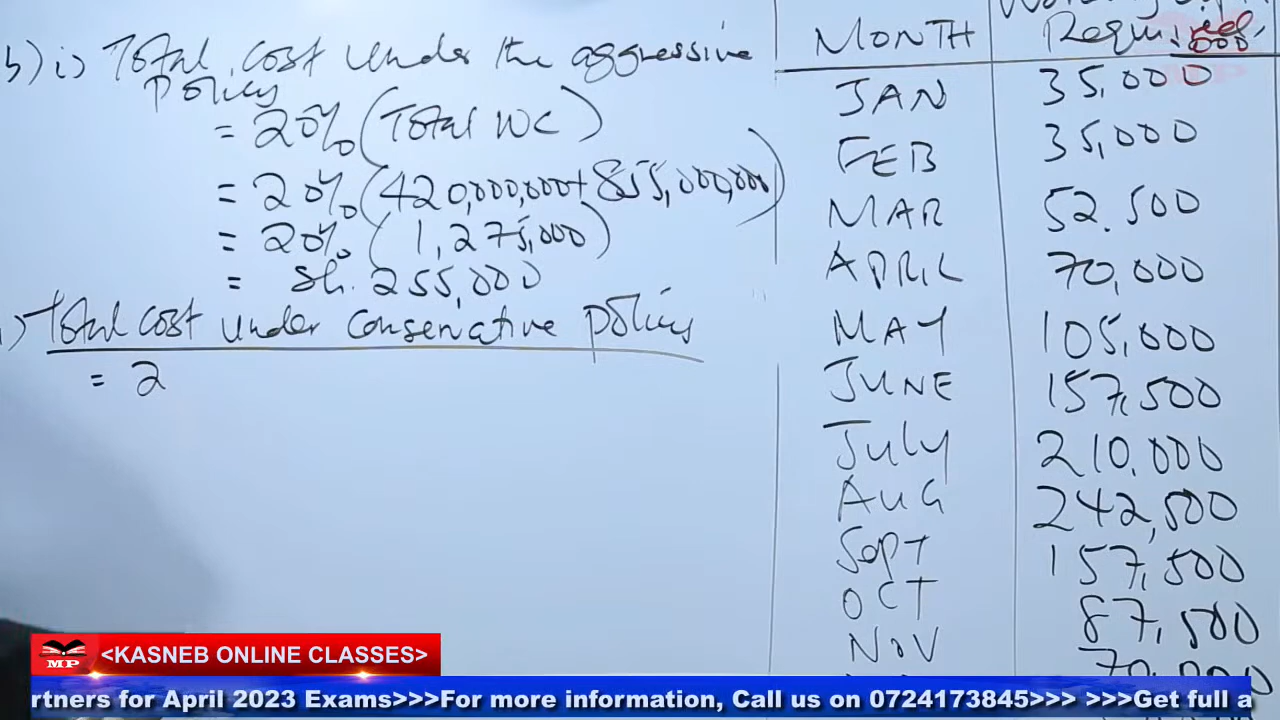 b) i) Total cost under the aggressive
policy
= 20% (Total WC)
= 20% (420,000,000 + 855,000,000)
= 20% (1,275,000)
= Sh. 255,000
) Total cost under conservative policy
= 2
MONTH Required
000
JAN 35,000
FEB 35,000
MAR 52.500
APRIL 70,000
MAY 105,000
JUNE 157,500
July 210,000
AUG 242,500
Sept 157,500
OCT 87,500
NOV 70,000
MP <KASNEB ONLINE CLASSES>
rtners for April 2023 Exams>>>For more information, Call us on 0724173845>>> >>>Get full a